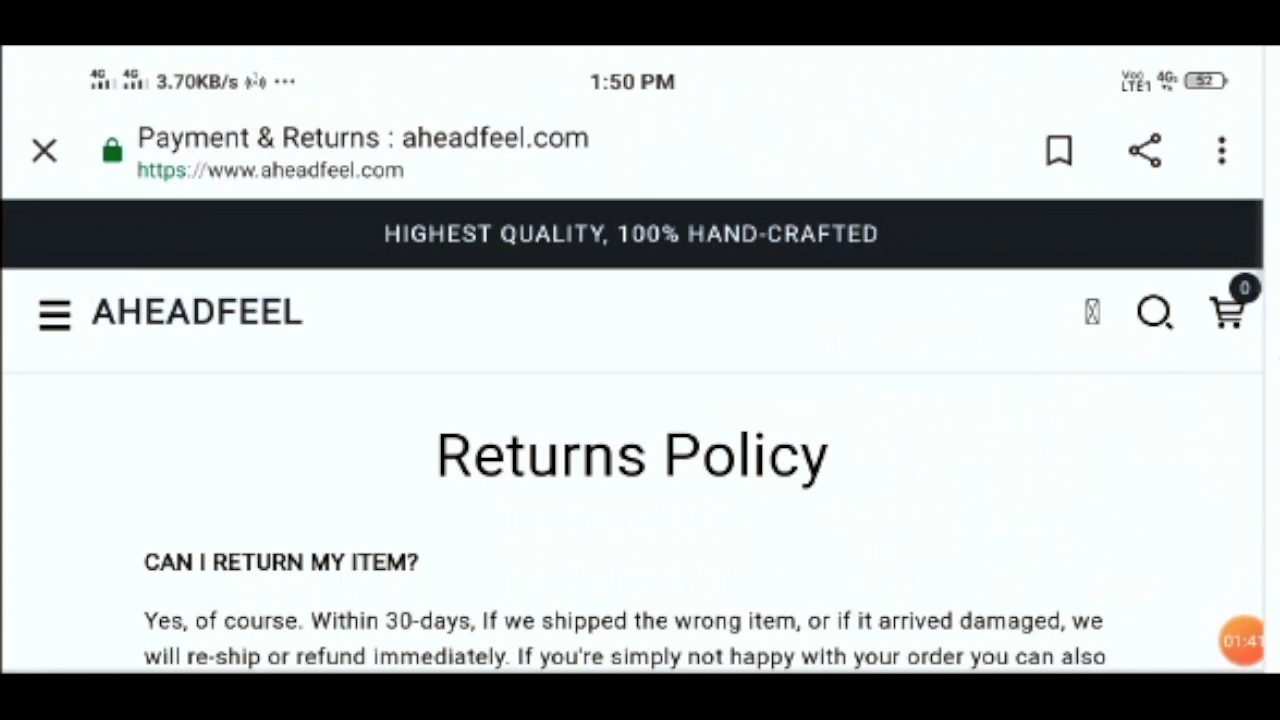 4G 4G 3.70KB/s ...
1:50 PM
VoD LTE1 4G 52
Payment & Returns : aheadfeel.com
https://www.aheadfeel.com
HIGHEST QUALITY, 100% HAND-CRAFTED
AHEADFEEL
0
Returns Policy
CAN I RETURN MY ITEM?
Yes, of course. Within 30-days, If we shipped the wrong item, or if it arrived damaged, we
will re-ship or refund immediately. If you're simply not happy with your order you can also
01:41